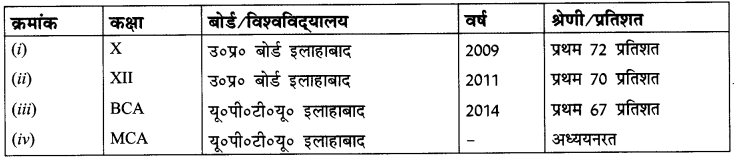 क्रमांक कक्षा बोर्ड/विश्वविद्यालय वर्ष श्रेणी/प्रतिशत
(i) X उ०प्र० बोर्ड इलाहाबाद 2009 प्रथम 72 प्रतिशत
(ii) XII उ०प्र० बोर्ड इलाहाबाद 2011 प्रथम 70 प्रतिशत
(iii) BCA यू०पी०टी०यू० इलाहाबाद 2014 प्रथम 67 प्रतिशत
(iv) MCA यू०पी०टी०यू० इलाहाबाद – अध्ययनरत